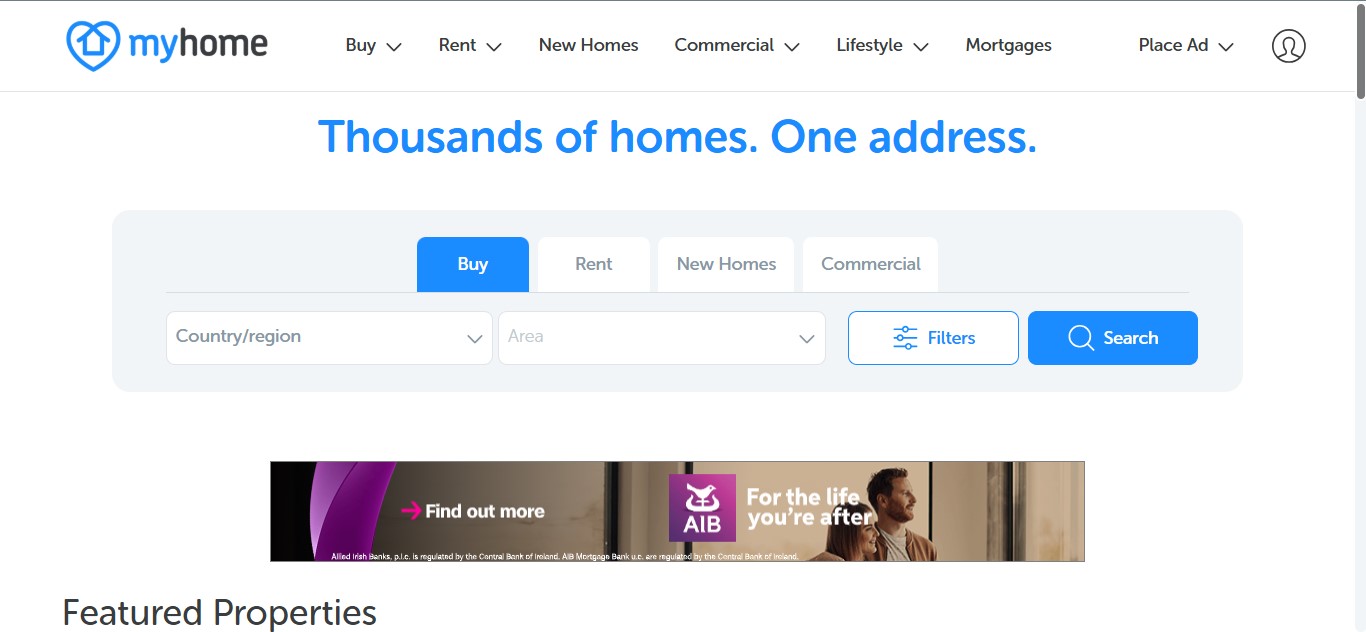 myhome
Buy
Rent
New Homes
Commercial
Lifestyle
Mortgages
Place Ad
Thousands of homes. One address.
Buy
Rent
New Homes
Commercial
Country/region
Area
Filters
Search
Find out more
AIB
For the life
you're after
Allied Irish Banks, p.l.c. is regulated by the Central Bank of Ireland. AIB Mortgage Bank u.c. are regulated by the Central Bank of Ireland.
Featured Properties